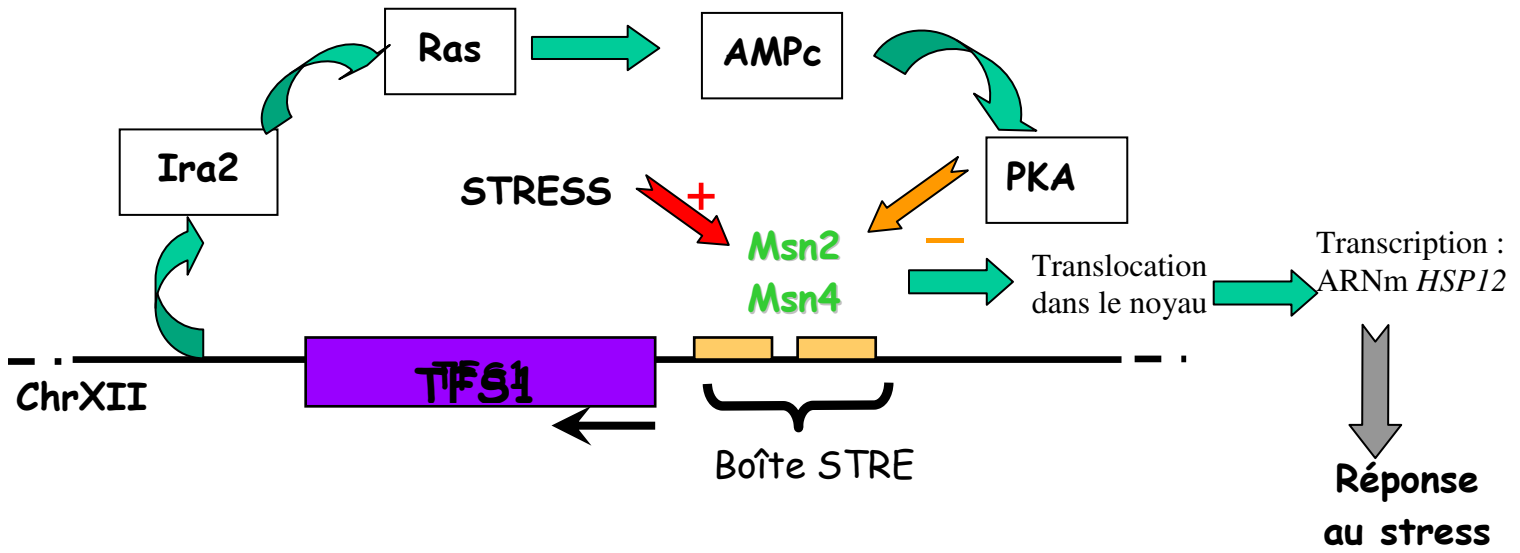 Ras
AMPc
Ira2
PKA
STRESS
+
Msn2
−
Msn4
Translocation
dans le noyau
Transcription :
ARNm HSP12
TFS1
ChrXII
Boîte STRE
Réponse
au stress